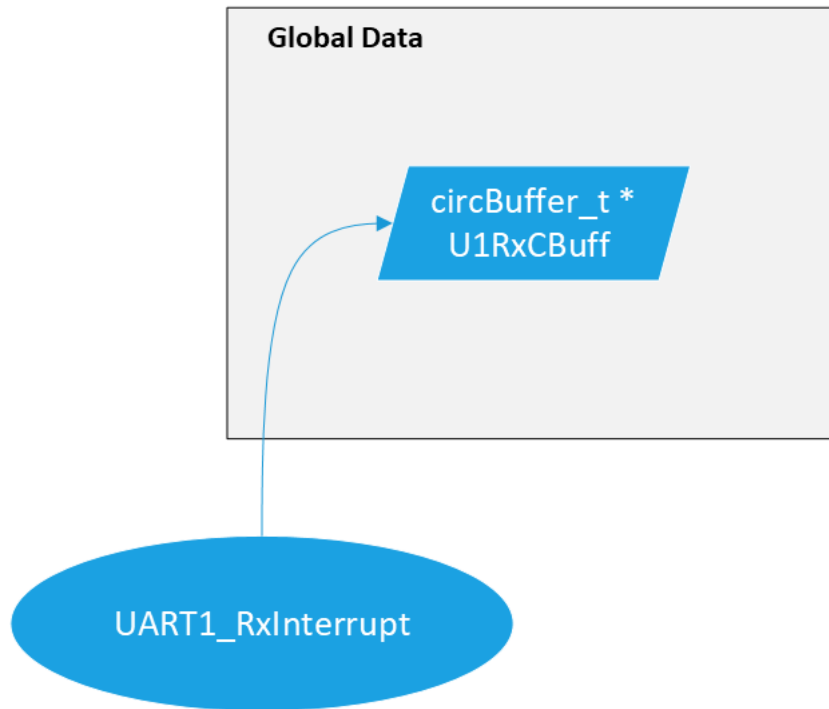 Global Data
circBuffer_t *
U1RxCBuff
UART1_RxInterrupt